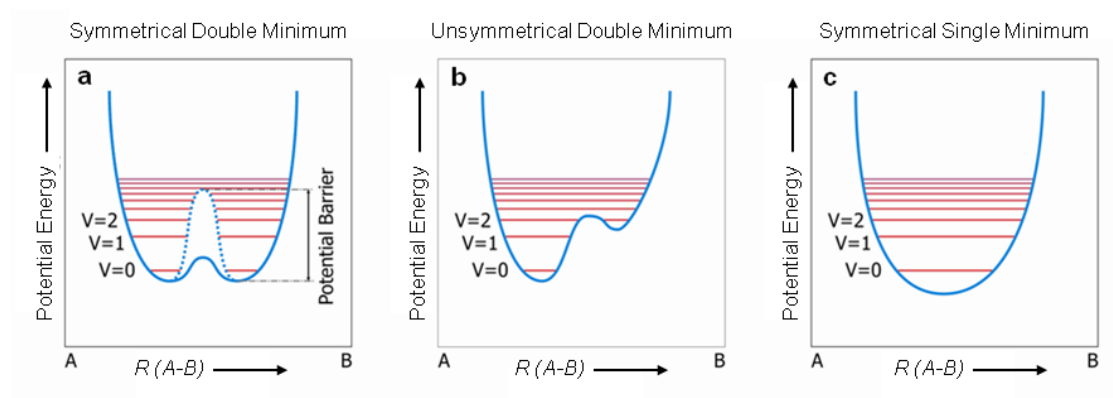 Symmetrical Double Minimum
a
Potential Energy
V=2
V=1
V=0
Potential Barrier
A
R (A-B)
B
Unsymmetrical Double Minimum
b
Potential Energy
V=2
V=1
V=0
A
R (A-B)
B
Symmetrical Single Minimum
c
Potential Energy
V=2
V=1
V=0
A
R (A-B)
B